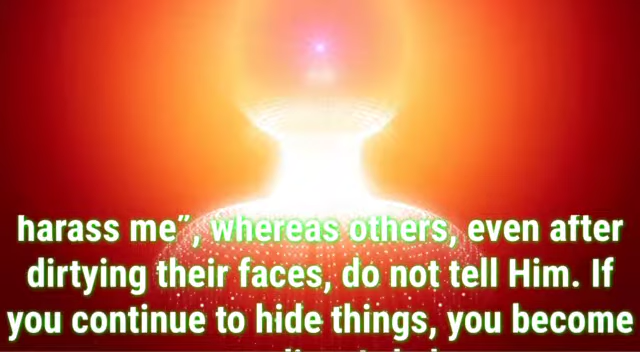 harass me”, whereas others, even after
dirtying their faces, do not tell Him. If
you continue to hide things, you become